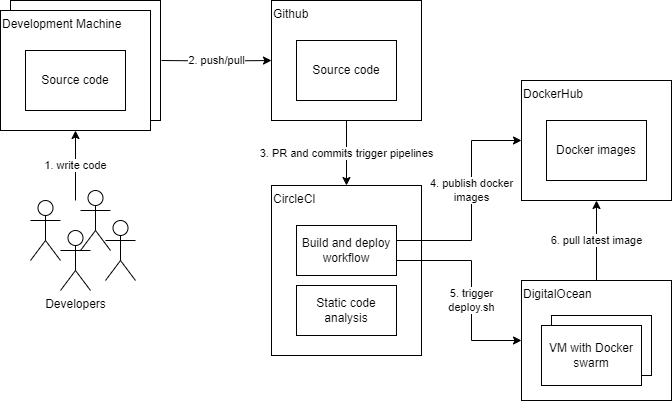 Development Machine
Source code
2. push/pull
Github
Source code
1. write code
Developers
3. PR and commits trigger pipelines
CircleCI
Build and deploy
workflow
Static code
analysis
4. publish docker
images
DockerHub
Docker images
5. trigger
deploy.sh
6. pull latest image
DigitalOcean
VM with Docker
swarm